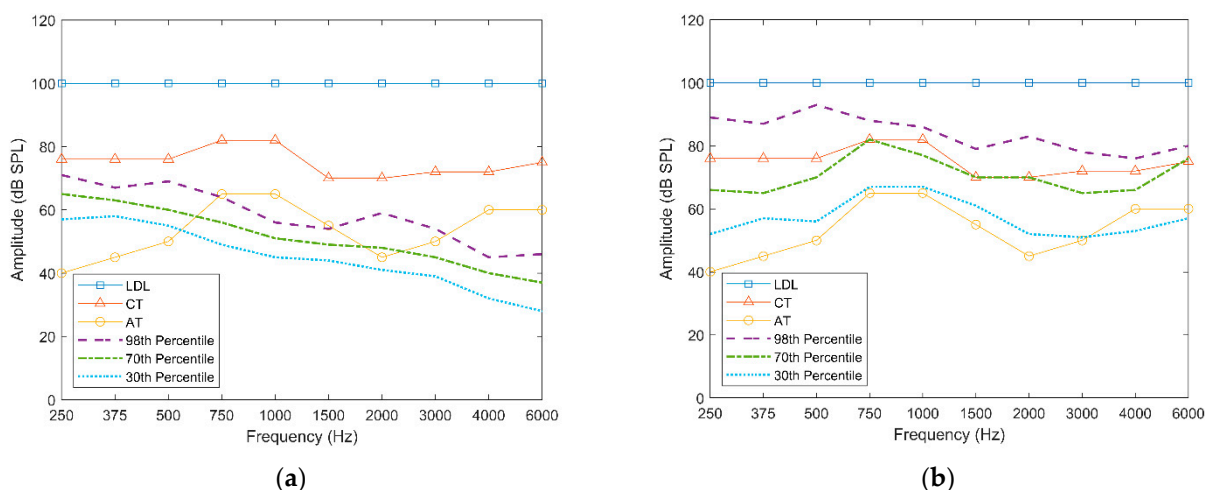 120
100
80
60
40
20
0
Amplitude (dB SPL)
LDL
CT
AT
98th Percentile
70th Percentile
30th Percentile
250 375 500 750 1000 1500 2000 3000 4000 6000
Frequency (Hz)
(a)
120
100
80
60
40
20
0
Amplitude (dB SPL)
LDL
CT
AT
98th Percentile
70th Percentile
30th Percentile
250 375 500 750 1000 1500 2000 3000 4000 6000
Frequency (Hz)
(b)